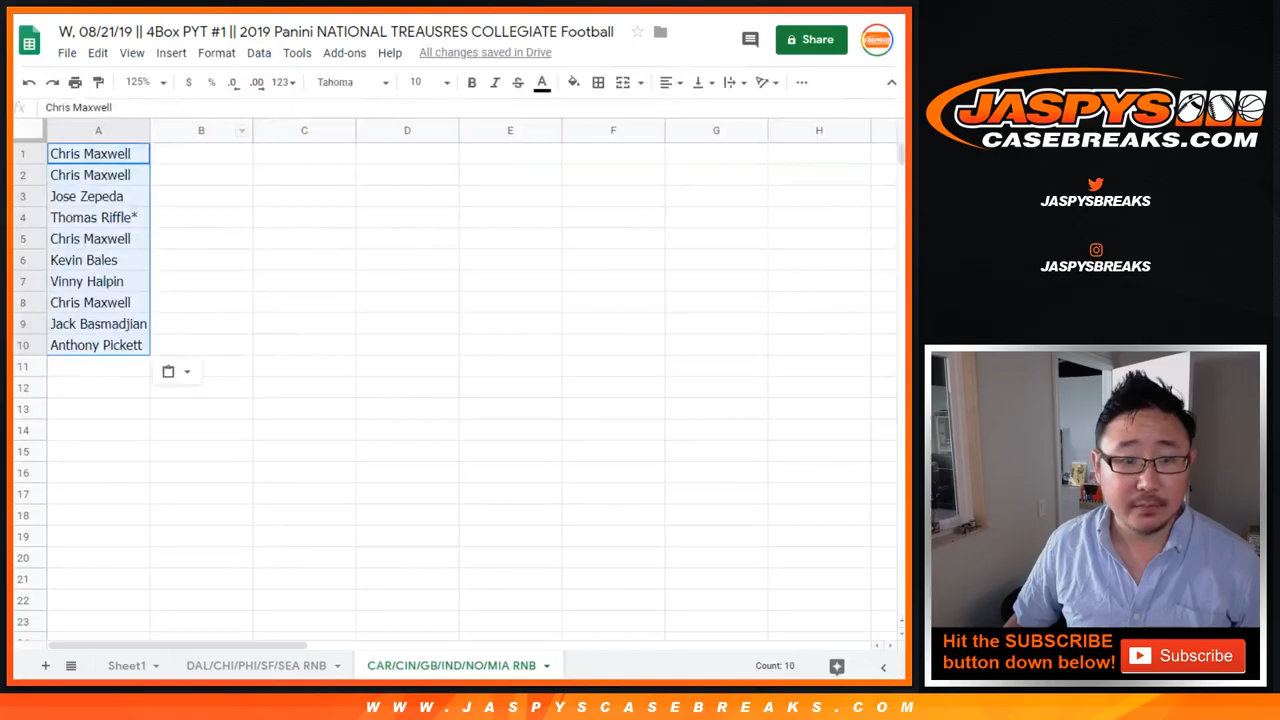 W, 08/21/19 || 4Box PYT #1 || 2019 Panini NATIONAL TREAUSRES COLLEGIATE Football
Share
File Edit View Insert Format Data Tools Add-ons Help All changes saved in Drive
125% $ % .0 .00 123 Tahoma 10 B I S A
fx Chris Maxwell
A B C D E F G H
1 Chris Maxwell
2 Chris Maxwell
3 Jose Zepeda
4 Thomas Riffle*
5 Chris Maxwell
6 Kevin Bales
7 Vinny Halpin
8 Chris Maxwell
9 Jack Basmadjian
10 Anthony Pickett
11
12
13
14
15
16
17
18
19
20
21
22
23
Sheet1 DAL/CHI/PHI/SF/SEA RNB CAR/CIN/GB/IND/NO/MIA RNB Count: 10
JASPYS
CASEBREAKS.COM
JASPYSBREAKS
JASPYSBREAKS
Hit the SUBSCRIBE
button down below!
Subscribe
WWW.JASPYSCASEBREAKS.COM